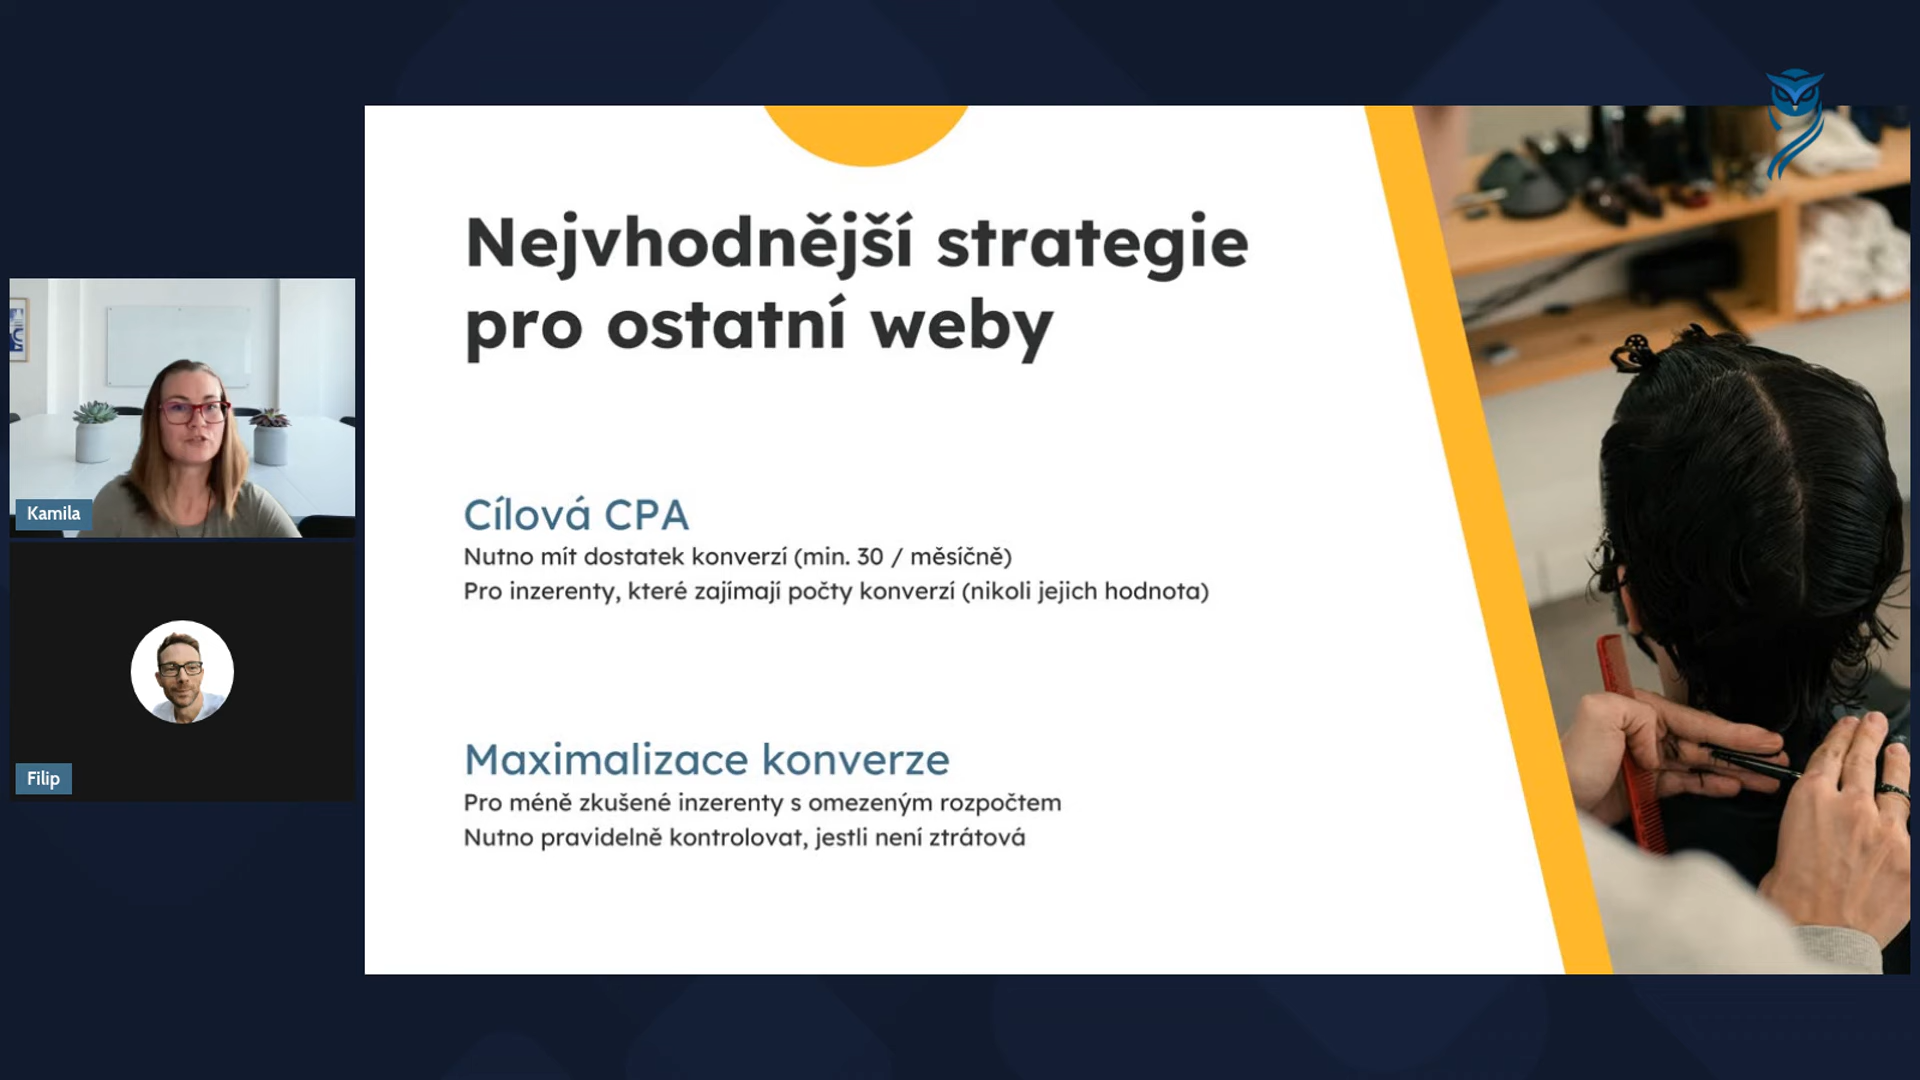 Nejvhodnější strategie
pro ostatní weby
Cílová CPA
Nutno mít dostatek konverzí (min. 30 / měsíčně)
Pro inzerenty, které zajímají počty konverzí (nikoli jejich hodnota)
Maximalizace konverze
Pro méně zkušené inzerenty s omezeným rozpočtem
Nutno pravidelně kontrolovat, jestli není ztrátová
Kamila
Filip